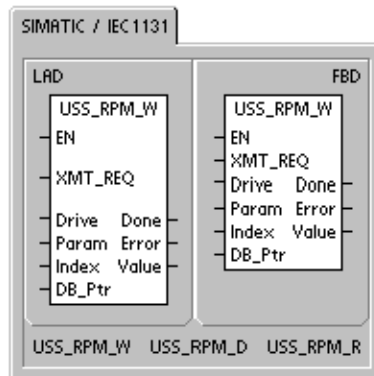 SIMATIC / IEC1131
LAD
FBD
USS_RPM_W
EN
XMT_REQ
Drive Done
Param Error
Index Value
DB_Ptr
USS_RPM_W
EN
XMT_REQ
Drive Done
Param Error
Index Value
DB_Ptr
USS_RPM_W USS_RPM_D USS_RPM_R